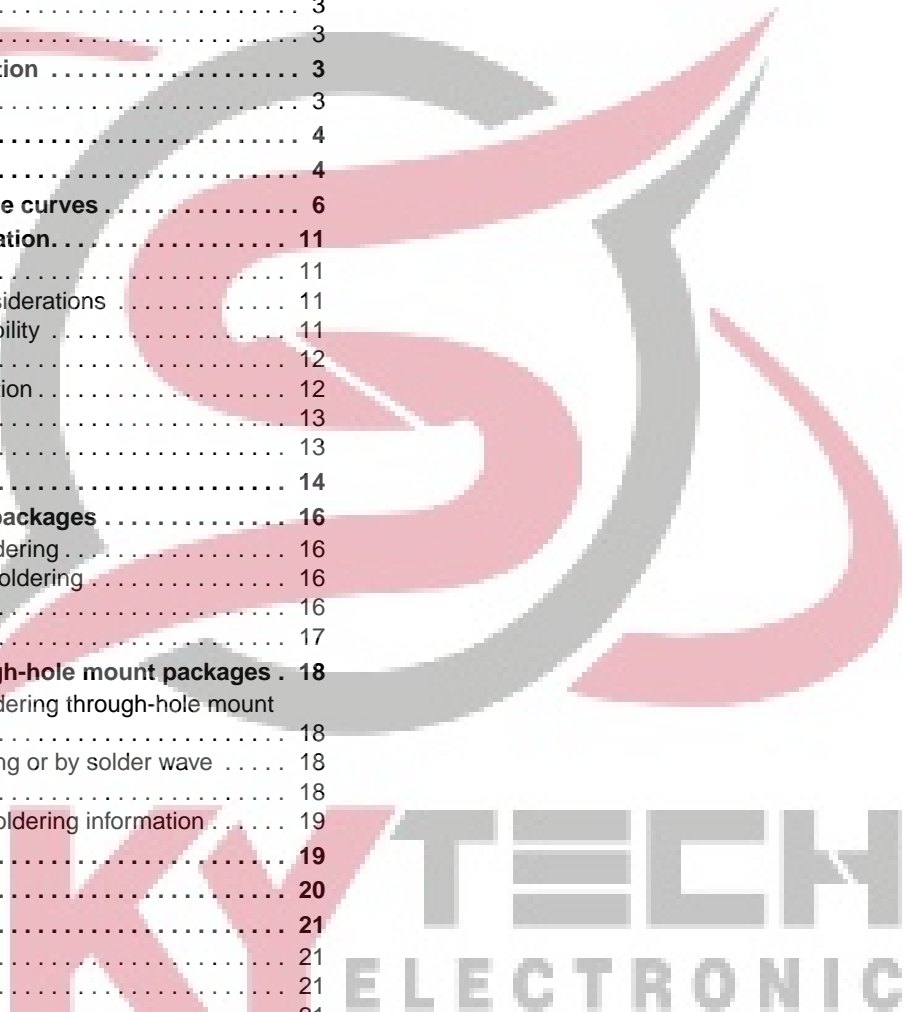 . . . . . . . . . . . . . . . . . . . . . 3
. . . . . . . . . . . . . . . . . . . . . 3
tion . . . . . . . . . . . . . . . . . . . 3
. . . . . . . . . . . . . . . . . . . . . 3
. . . . . . . . . . . . . . . . . . . . . 4
. . . . . . . . . . . . . . . . . . . . . 4
e curves . . . . . . . . . . . . . . . 6
ation. . . . . . . . . . . . . . . . . . . 11
. . . . . . . . . . . . . . . . . . . . . 11
siderations . . . . . . . . . . . . . 11
bility . . . . . . . . . . . . . . . . . . 11
. . . . . . . . . . . . . . . . . . . . . 12
tion . . . . . . . . . . . . . . . . . . . 12
. . . . . . . . . . . . . . . . . . . . . 13
. . . . . . . . . . . . . . . . . . . . . 13
. . . . . . . . . . . . . . . . . . . . . 14
packages . . . . . . . . . . . . . . . 16
dering . . . . . . . . . . . . . . . . . 16
oldering . . . . . . . . . . . . . . . 16
. . . . . . . . . . . . . . . . . . . . . 16
. . . . . . . . . . . . . . . . . . . . . 17
gh-hole mount packages . 18
dering through-hole mount
. . . . . . . . . . . . . . . . . . . . . 18
ng or by solder wave . . . . . 18
. . . . . . . . . . . . . . . . . . . . . 18
oldering information . . . . . . 19
. . . . . . . . . . . . . . . . . . . . . 19
. . . . . . . . . . . . . . . . . . . . . 20
. . . . . . . . . . . . . . . . . . . . . 21
. . . . . . . . . . . . . . . . . . . . . 21
. . . . . . . . . . . . . . . . . . . . . 21
. . . . . . . . . . . . . . . . . . . . . 21
KY TECH
ELECTRONIC